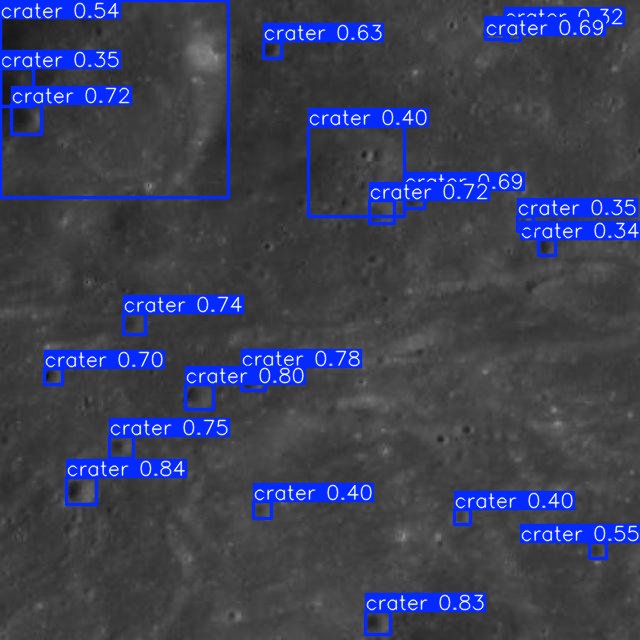 crater 0.54
crater 0.32
crater 0.69
crater 0.63
crater 0.35
crater 0.72
crater 0.40
crater 0.69
crater 0.72
crater 0.35
crater 0.34
crater 0.74
crater 0.70
crater 0.78
crater 0.80
crater 0.75
crater 0.84
crater 0.40
crater 0.40
crater 0.55
crater 0.83